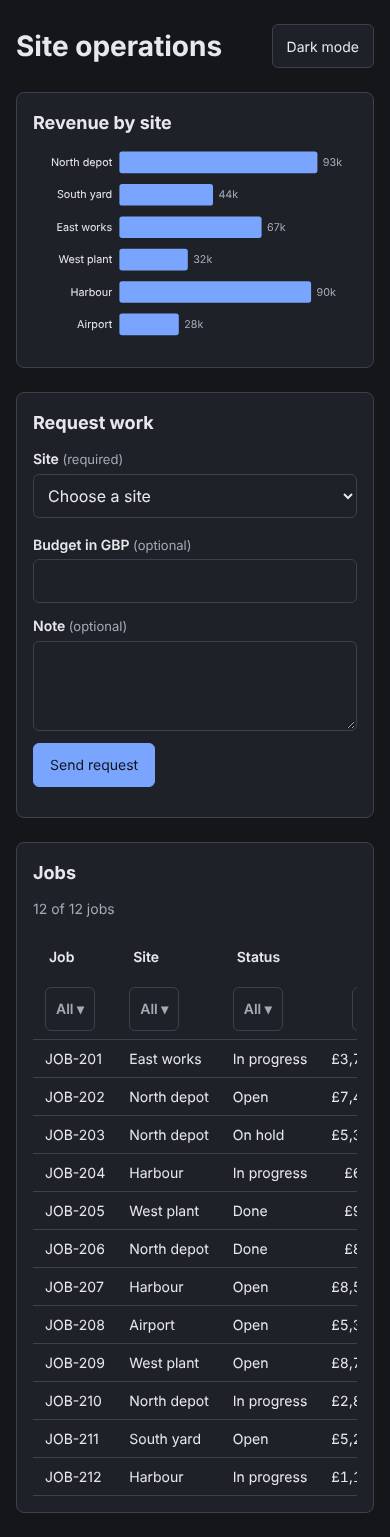 Site operations Dark mode
Revenue by site
North depot 93k
South yard 44k
East works 67k
West plant 32k
Harbour 90k
Airport 28k
Request work
Site (required)
Choose a site
Budget in GBP (optional)
Note (optional)
Send request
Jobs
12 of 12 jobs
Job Site Status
All ▾ All ▾ All ▾
JOB-201 East works In progress
JOB-202 North depot Open
JOB-203 North depot On hold
JOB-204 Harbour In progress
JOB-205 West plant Done
JOB-206 North depot Done
JOB-207 Harbour Open
JOB-208 Airport Open
JOB-209 West plant Open
JOB-210 North depot In progress
JOB-211 South yard Open
JOB-212 Harbour In progress